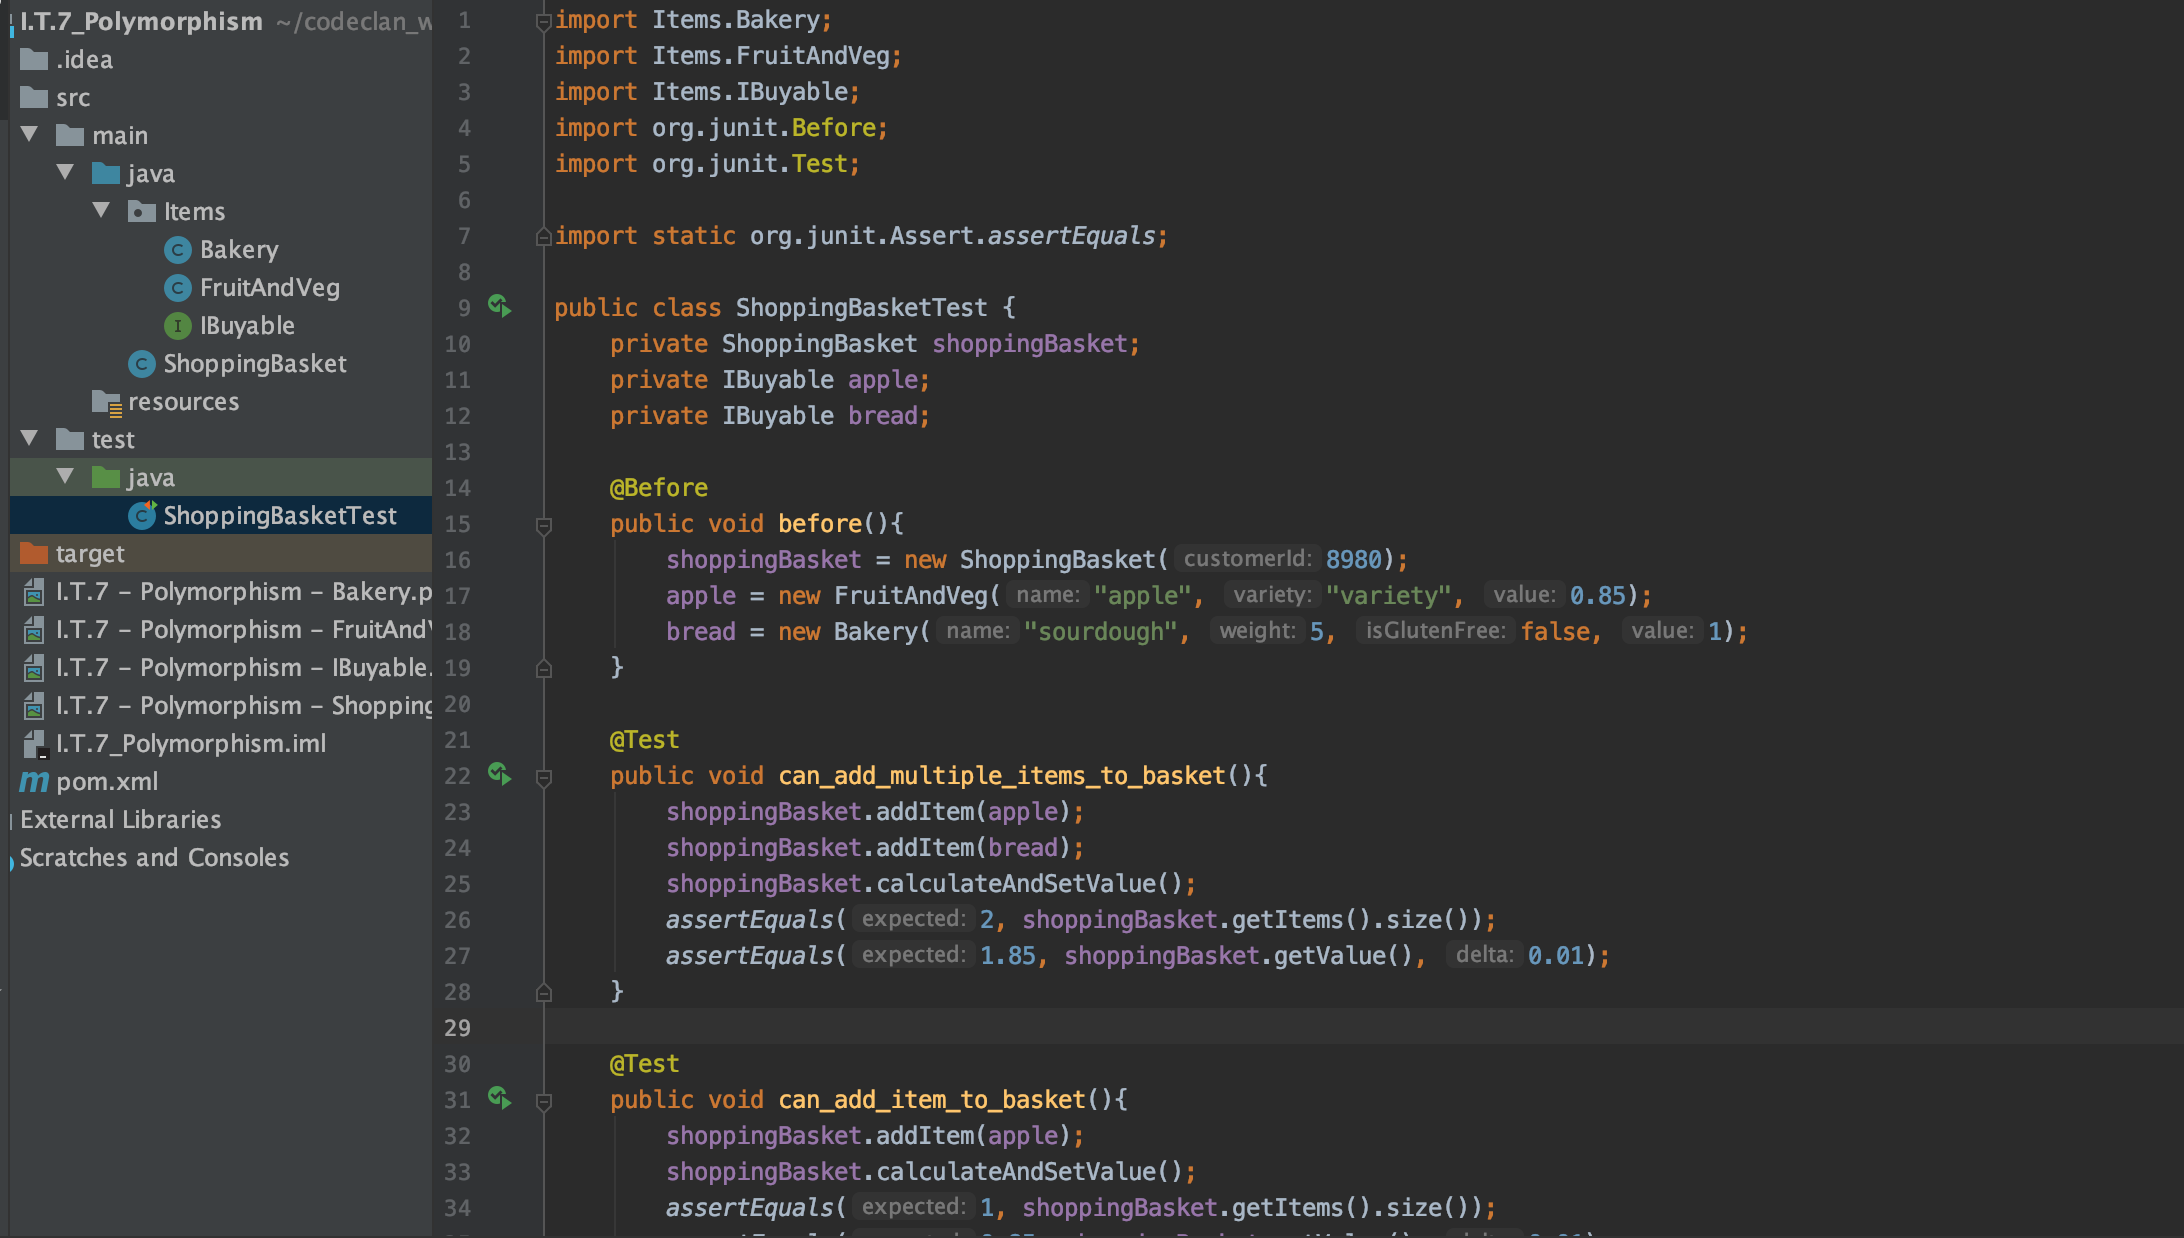 I.T.7_Polymorphism ~/codeclan_w
.idea
src
main
java
Items
Bakery
FruitAndVeg
IBuyable
ShoppingBasket
resources
test
java
ShoppingBasketTest
target
I.T.7 – Polymorphism – Bakery.p
I.T.7 – Polymorphism – FruitAndV
I.T.7 – Polymorphism – IBuyable.
I.T.7 – Polymorphism – Shopping
I.T.7_Polymorphism.iml
pom.xml
External Libraries
Scratches and Consoles
1 import Items.Bakery;
2 import Items.FruitAndVeg;
3 import Items.IBuyable;
4 import org.junit.Before;
5 import org.junit.Test;
6
7 import static org.junit.Assert.assertEquals;
8
9 public class ShoppingBasketTest {
10 private ShoppingBasket shoppingBasket;
11 private IBuyable apple;
12 private IBuyable bread;
13
14 @Before
15 public void before(){
16 shoppingBasket = new ShoppingBasket( customerId: 8980);
17 apple = new FruitAndVeg( name: "apple", variety: "variety", value: 0.85);
18 bread = new Bakery( name: "sourdough", weight: 5, isGlutenFree: false, value: 1);
19 }
20
21 @Test
22 public void can_add_multiple_items_to_basket(){
23 shoppingBasket.addItem(apple);
24 shoppingBasket.addItem(bread);
25 shoppingBasket.calculateAndSetValue();
26 assertEquals( expected: 2, shoppingBasket.getItems().size());
27 assertEquals( expected: 1.85, shoppingBasket.getValue(), delta: 0.01);
28 }
29
30 @Test
31 public void can_add_item_to_basket(){
32 shoppingBasket.addItem(apple);
33 shoppingBasket.calculateAndSetValue();
34 assertEquals( expected: 1, shoppingBasket.getItems().size());